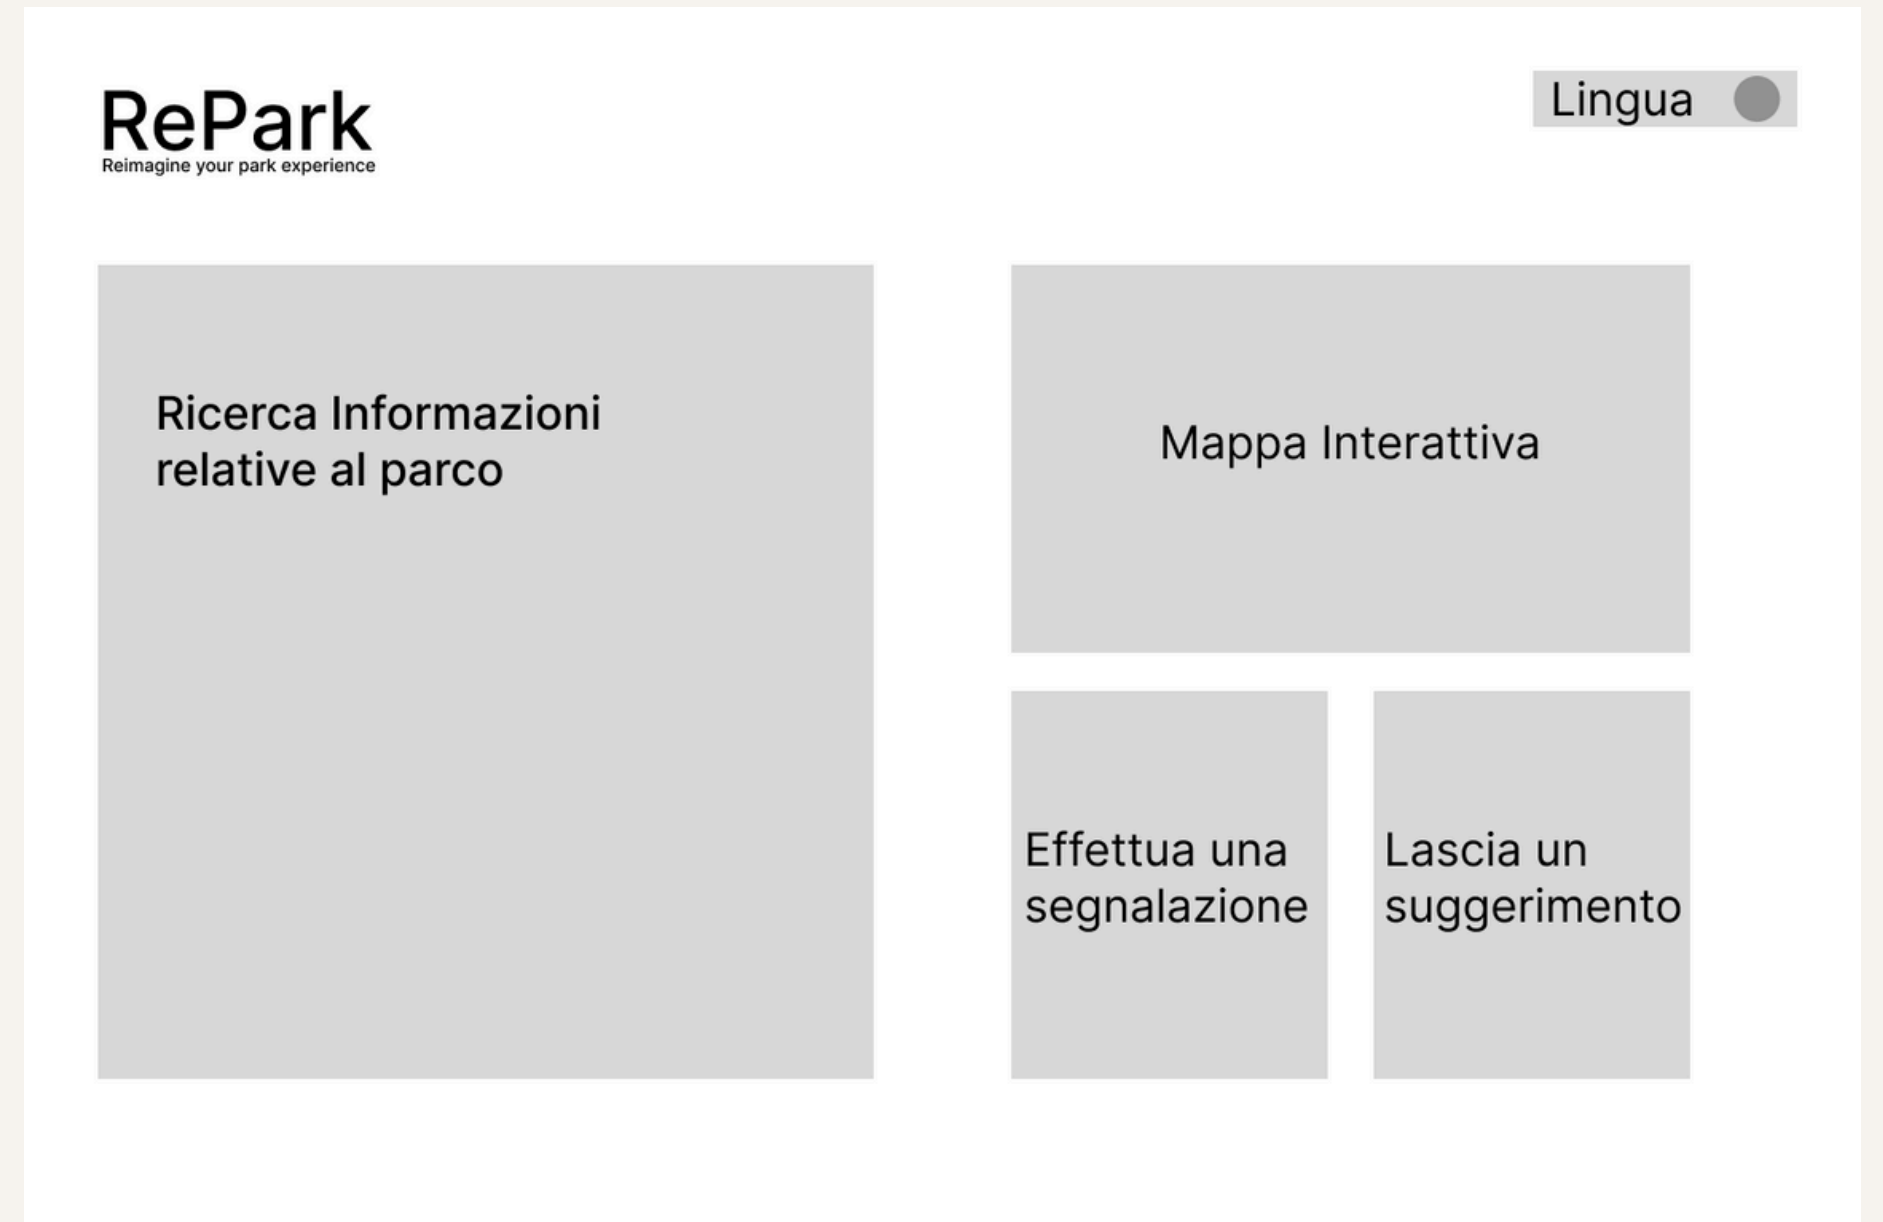 RePark
Reimagine your park experience
Lingua
Ricerca Informazioni
relative al parco
Mappa Interattiva
Effettua una
segnalazione
Lascia un
suggerimento